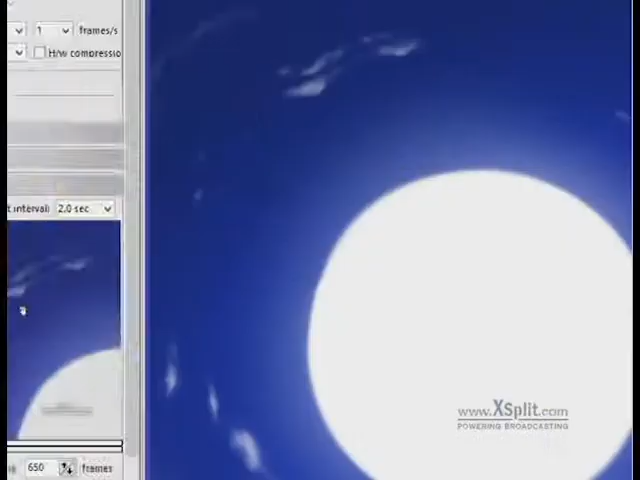 1 frames/s
H/w compressio
t interval: 2.0 sec
www.XSplit.com
POWERING BROADCASTING
650 frames